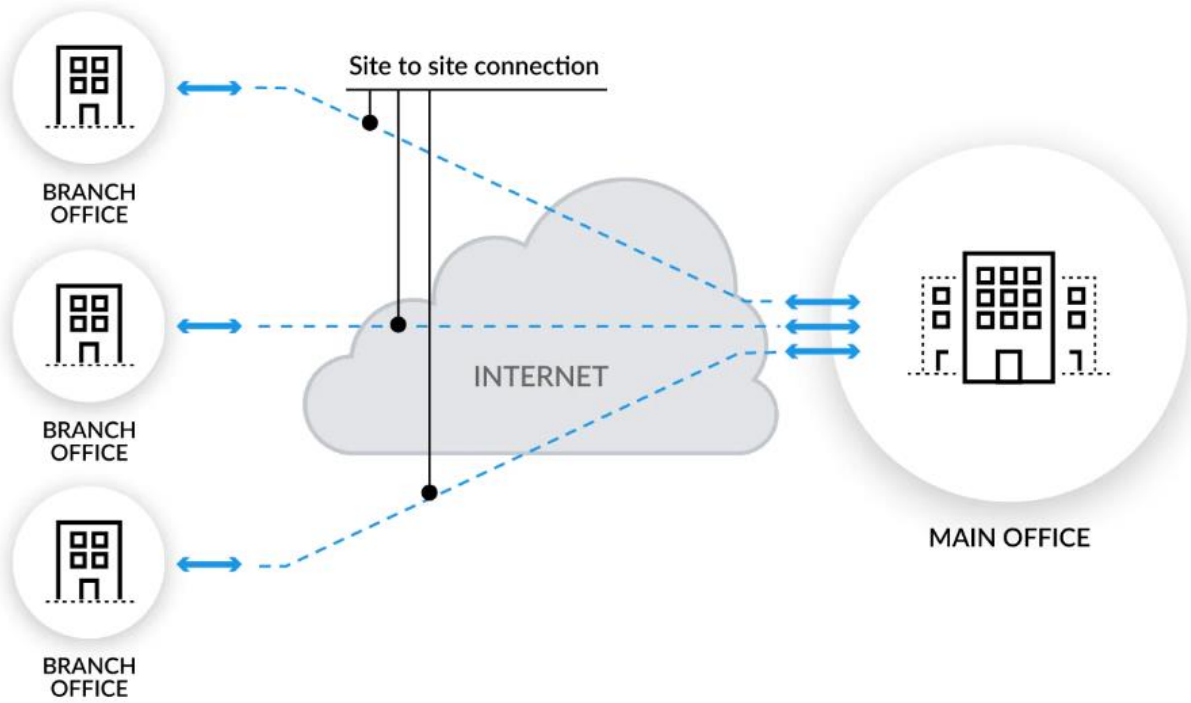 Site to site connection
BRANCH
OFFICE
BRANCH
OFFICE
INTERNET
MAIN OFFICE
BRANCH
OFFICE